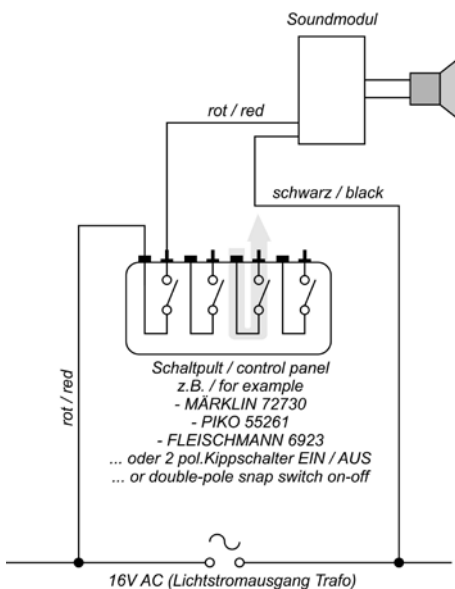 Soundmodul
rot / red
schwarz / black
rot / red
Schaltpult / control panel
z.B. / for example
- MÄRKLIN 72730
- PIKO 55261
- FLEISCHMANN 6923
... oder 2 pol.Kippschalter EIN / AUS
... or double-pole snap switch on-off
16V AC (Lichtstromausgang Trafo)